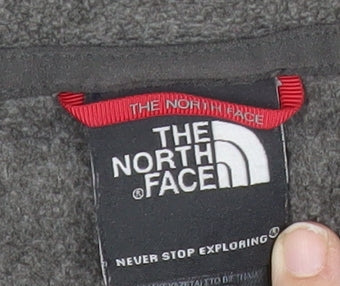 THE NORTH FACE
THE
NORTH
®FACE
NEVER STOP EXPLORING®